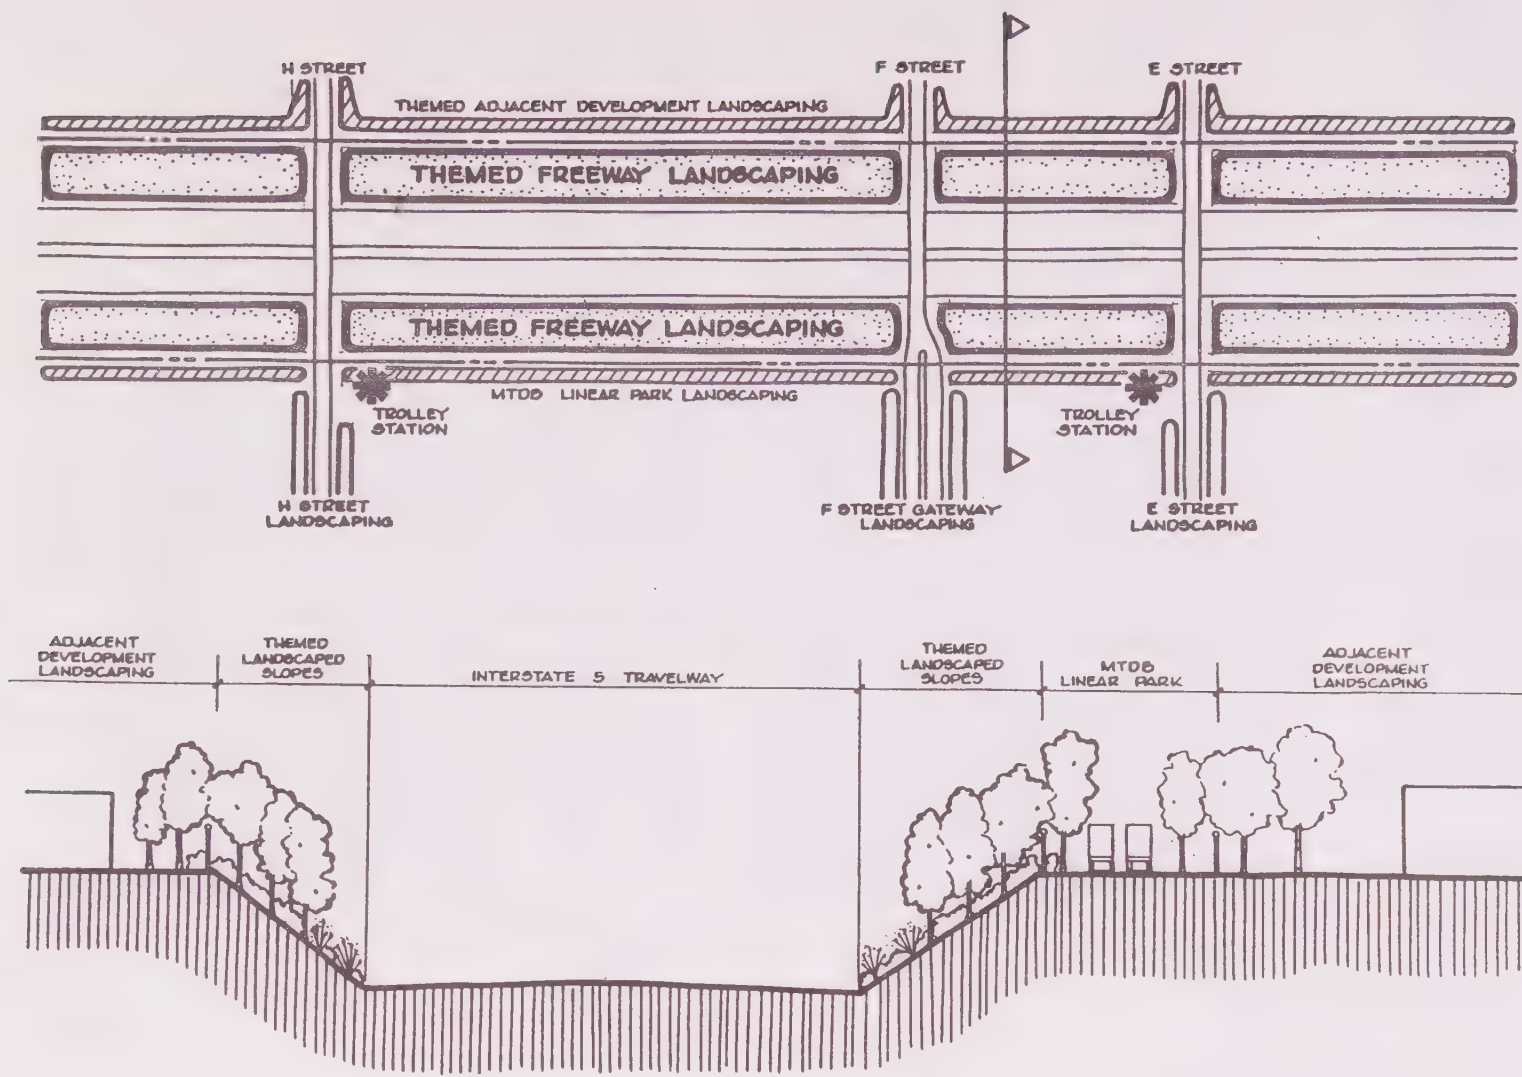 H STREET
F STREET
E STREET
THEMED ADJACENT DEVELOPMENT LANDSCAPING
THEMED FREEWAY LANDSCAPING
THEMED FREEWAY LANDSCAPING
MTDB LINEAR PARK LANDSCAPING
TROLLEY
STATION
TROLLEY
STATION
H STREET
LANDSCAPING
F STREET GATEWAY
LANDSCAPING
E STREET
LANDSCAPING
ADJACENT
DEVELOPMENT
LANDSCAPING
THEMED
LANDSCAPED
SLOPES
INTERSTATE 5 TRAVELWAY
THEMED
LANDSCAPED
SLOPES
MTDB
LINEAR PARK
ADJACENT
DEVELOPMENT
LANDSCAPING